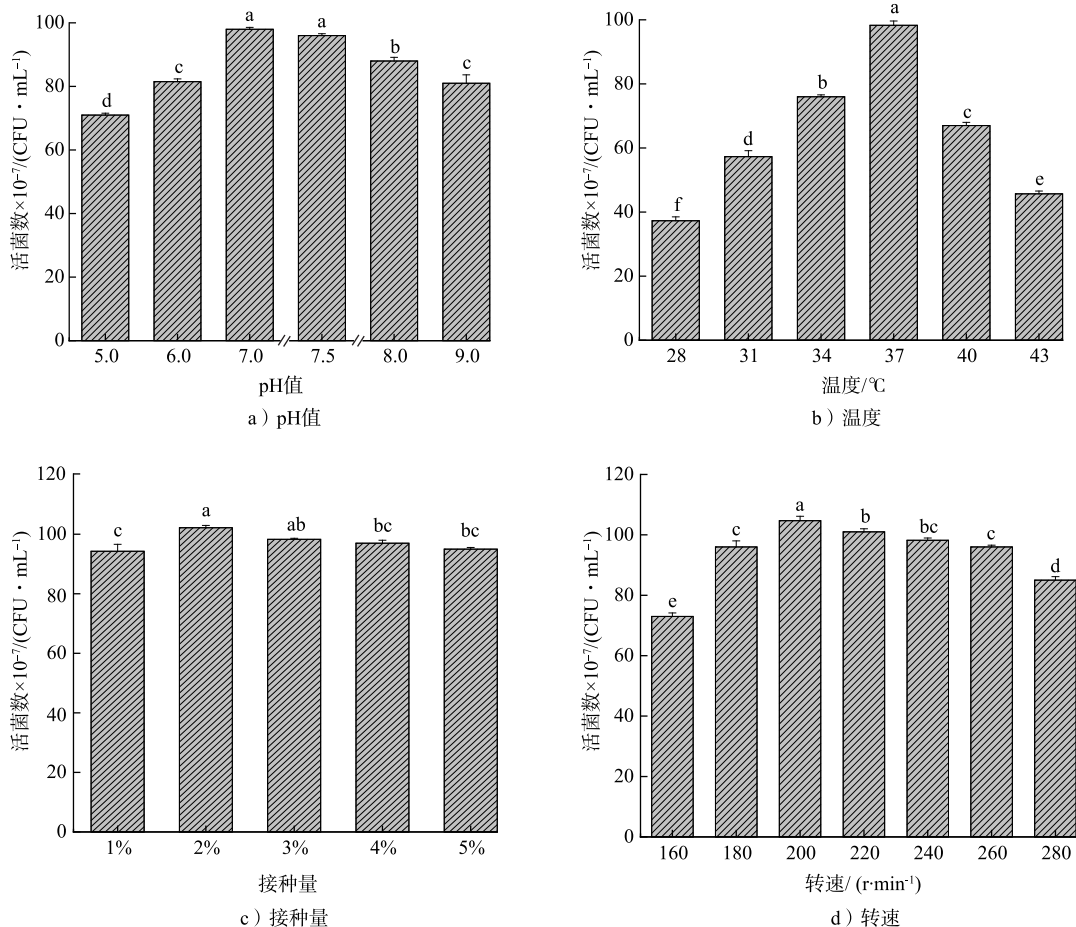 活菌数×10⁻⁷/(CFU·mL⁻¹)
100
80
60
40
20
0
d
c
a
a
b
c
5.0 6.0 7.0 7.5 8.0 9.0
pH值
a）pH值
活菌数×10⁻⁷/(CFU·mL⁻¹)
100
80
60
40
20
0
f
d
b
a
c
e
28 31 34 37 40 43
温度/℃
b）温度
活菌数×10⁻⁷/(CFU·mL⁻¹)
120
100
80
60
40
20
0
c
a
ab
bc
bc
1% 2% 3% 4% 5%
接种量
c）接种量
活菌数×10⁻⁷/(CFU·mL⁻¹)
120
100
80
60
40
20
0
e
c
a
b
bc
c
d
160 180 200 220 240 260 280
转速/ (r·min⁻¹)
d）转速